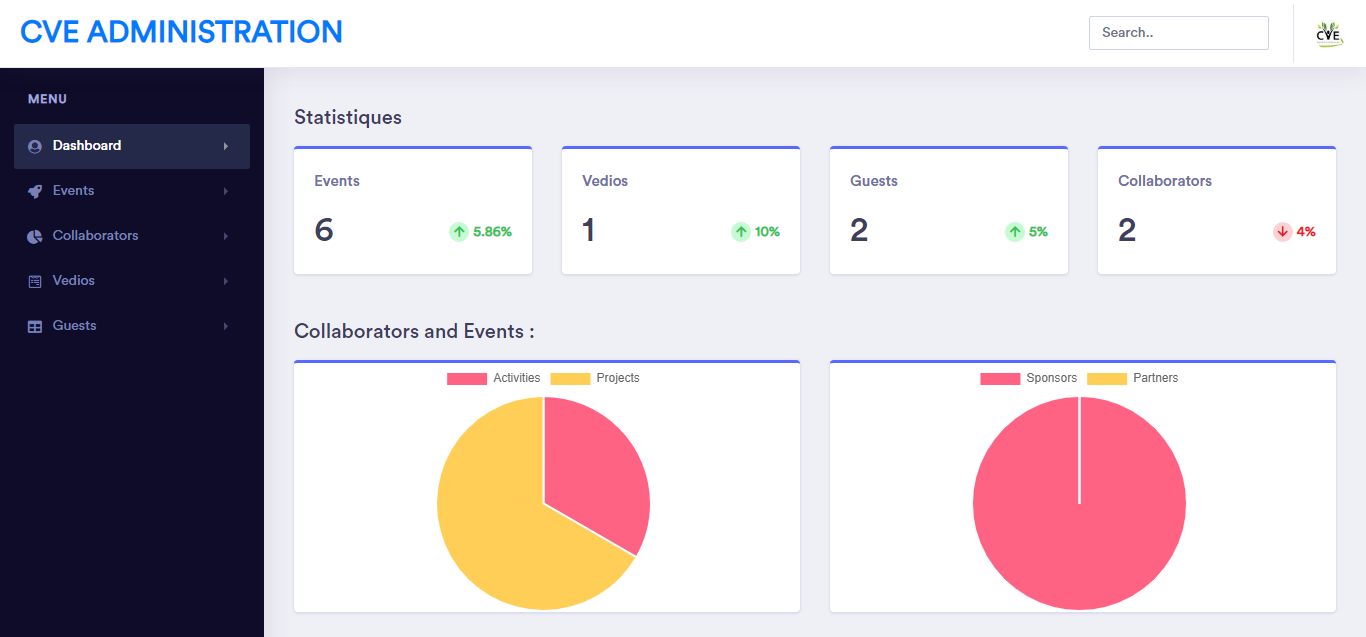 CVE ADMINISTRATION
Search..
CVE
MENU
Dashboard
Events
Collaborators
Vedios
Guests
Statistiques
Events
6
5.86%
Vedios
1
10%
Guests
2
5%
Collaborators
2
4%
Collaborators and Events :
Activities Projects
Sponsors Partners